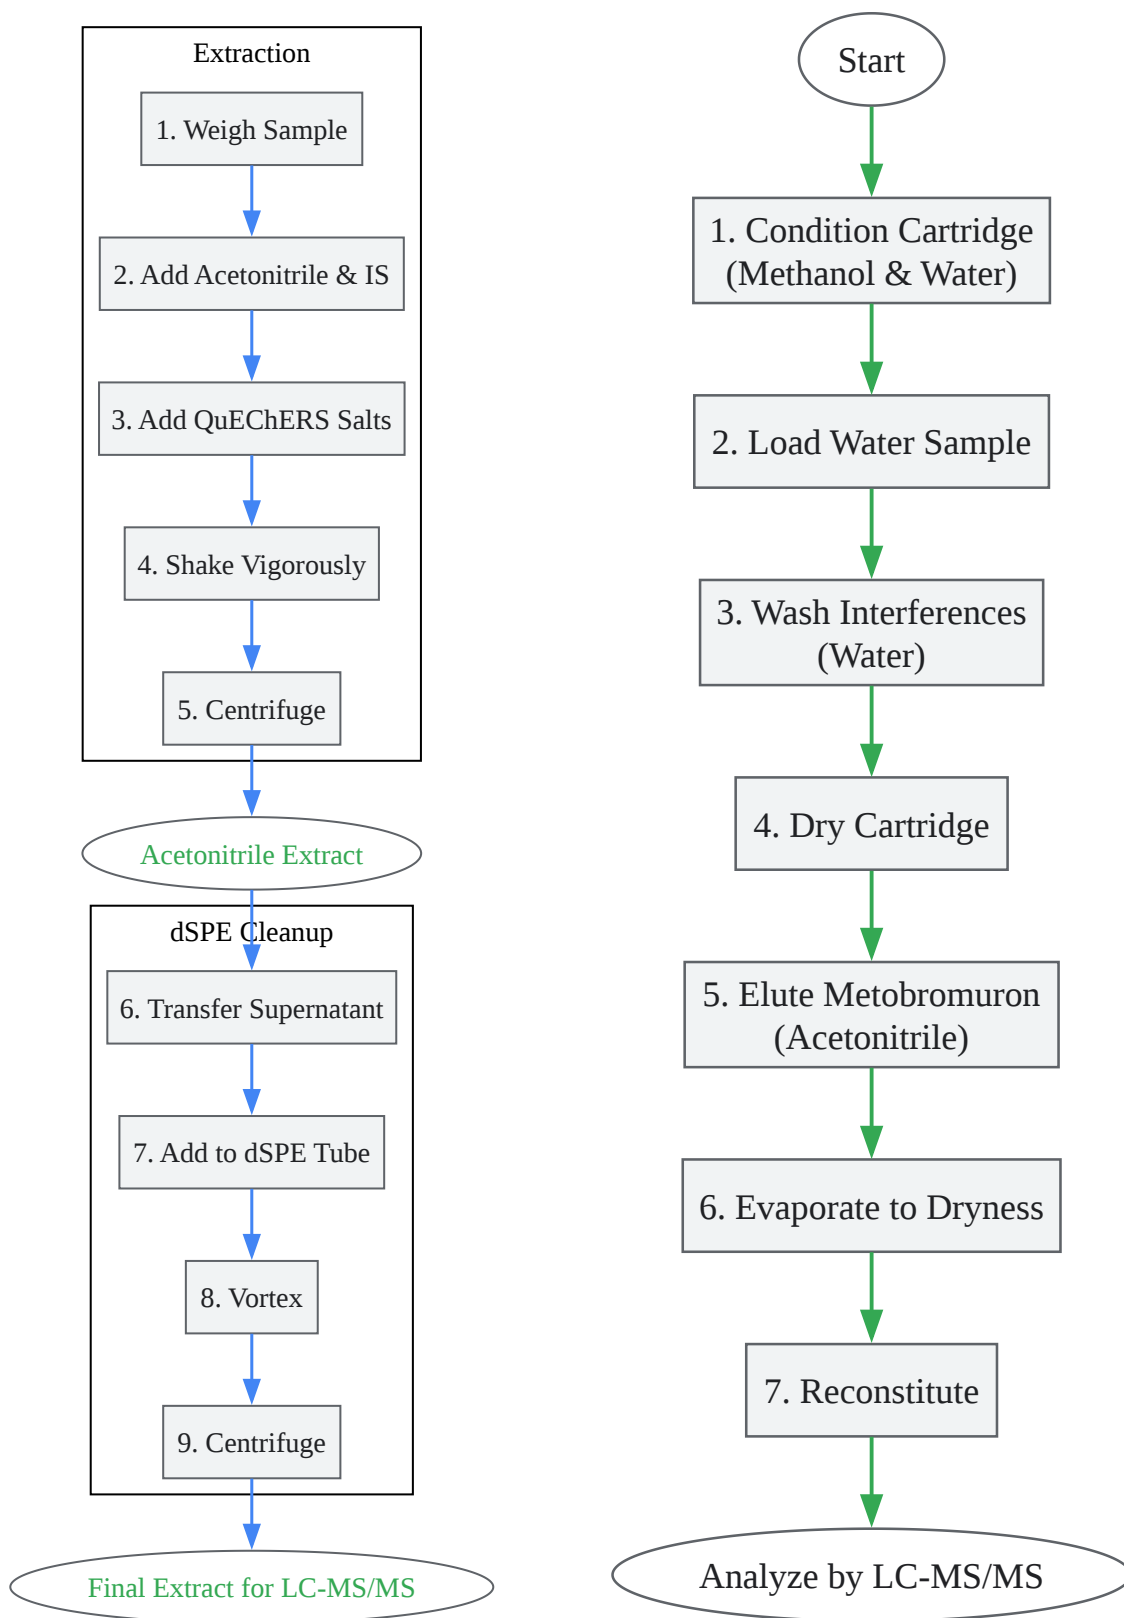 Extraction
1. Weigh Sample
2. Add Acetonitrile & IS
3. Add QuEChERS Salts
4. Shake Vigorously
5. Centrifuge
Acetonitrile Extract
dSPE Cleanup
6. Transfer Supernatant
7. Add to dSPE Tube
8. Vortex
9. Centrifuge
Final Extract for LC-MS/MS
Start
1. Condition Cartridge
(Methanol & Water)
2. Load Water Sample
3. Wash Interferences
(Water)
4. Dry Cartridge
5. Elute Metobromuron
(Acetonitrile)
6. Evaporate to Dryness
7. Reconstitute
Analyze by LC-MS/MS